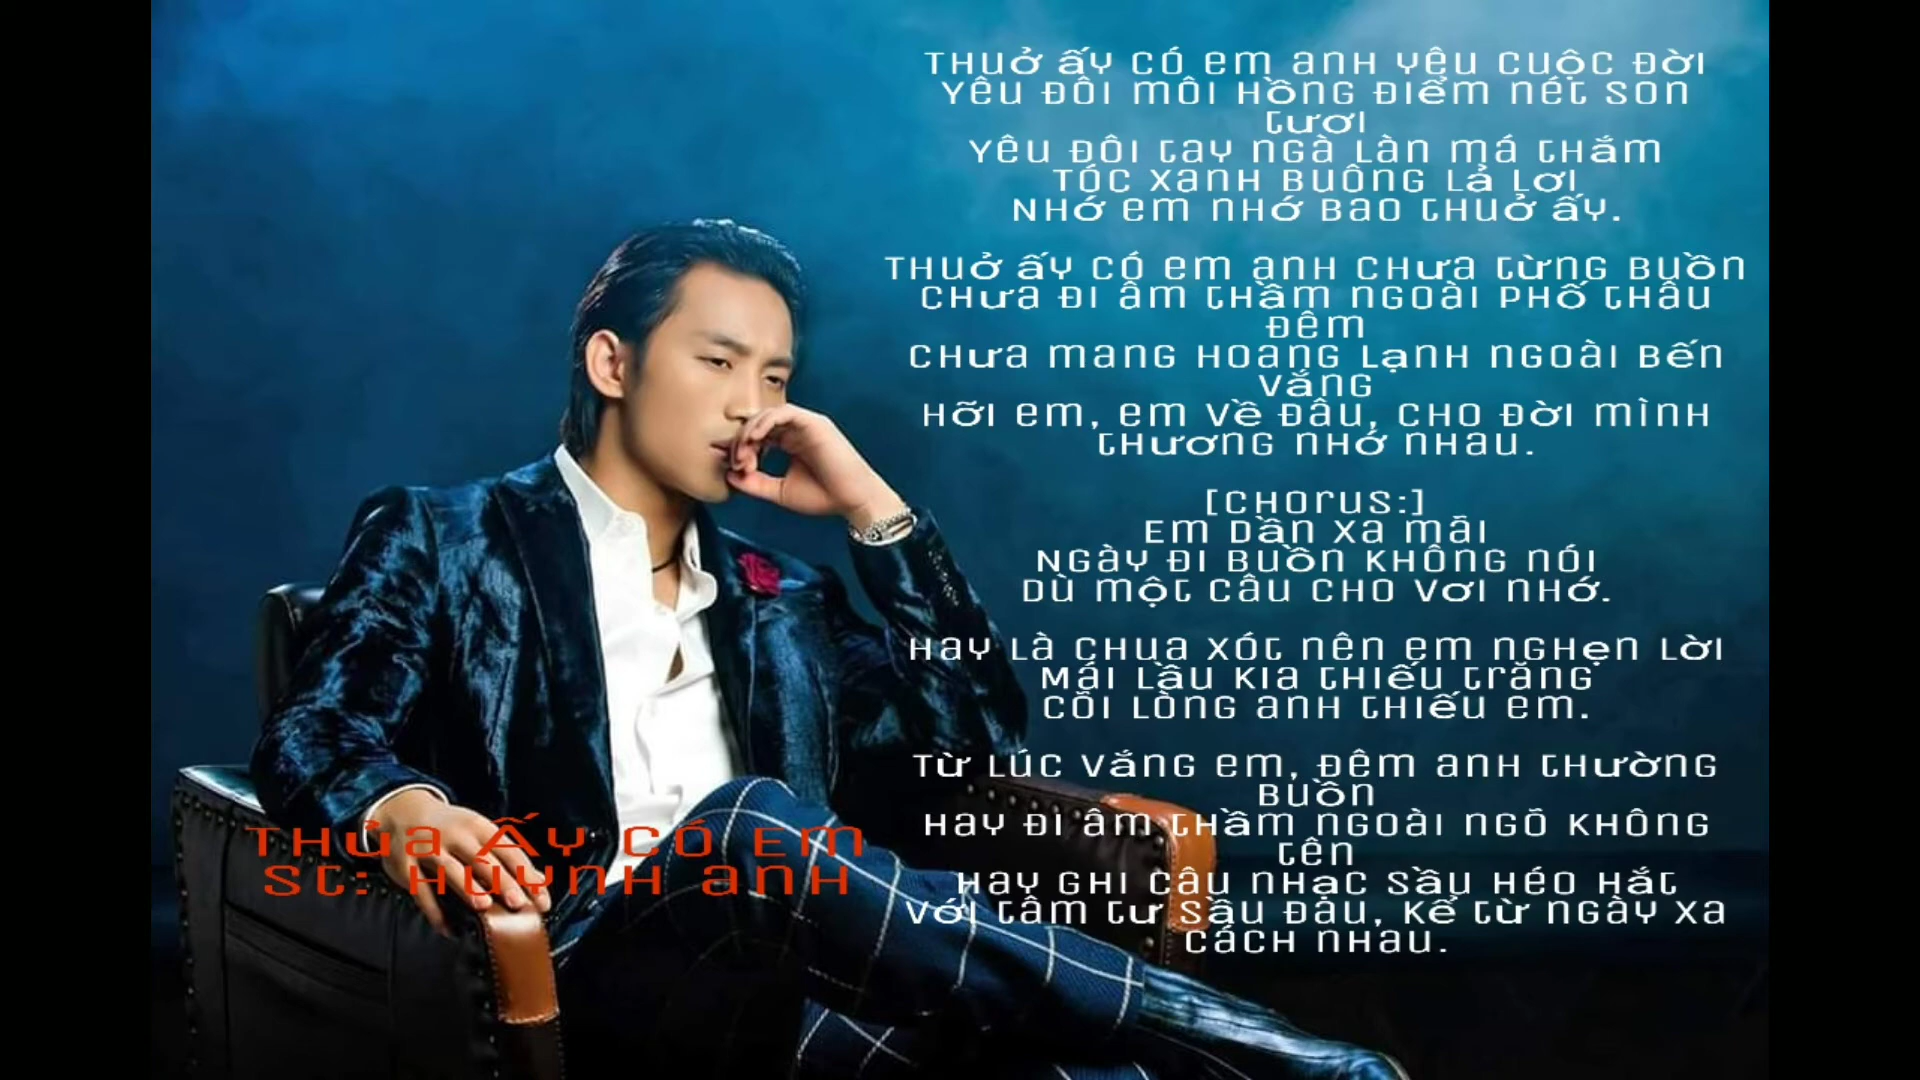 Thuở ấy có em anh yêu cuộc đời
Yêu đôi môi hồng điểm nét son
tươi
Yêu đôi tay ngà làn má thắm
Tóc xanh buông lả lơi
Nhớ em nhớ bao thuở ấy.
Thuở ấy có em anh chưa từng buồn
Chưa đi âm thầm ngoài phố thâu
đêm
Chưa mang hoang lạnh ngoài bến
vắng
Hỡi em, em về đâu, cho đời mình
thương nhớ nhau.
[Chorus:]
Em dần xa mãi
Ngày đi buồn không nói
Dù một câu cho vơi nhớ.
Hay là chua xót nên em nghẹn lời
Mái lầu kia thiếu trăng
Cõi lòng anh thiếu em.
Từ lúc vắng em, đêm anh thường
buồn
Hay đi âm thầm ngoài ngõ không
tên
Hay ghi câu nhạc sầu héo hắt
Với tâm tư sầu đau, kể từ ngày xa
cách nhau.
Thủa Ấy Có Em
St: Hùynh Anh